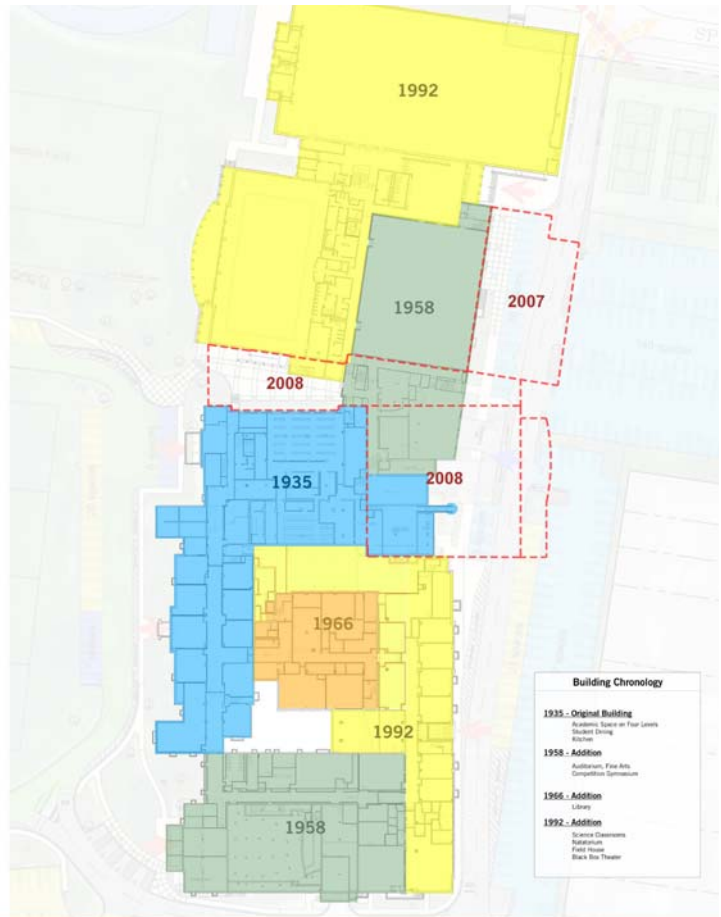 SP
1992
1958
2007
2008
1935
2008
1966
1992
1958
Building Chronology
1935 - Original Building
Academic Space on Four Levels
Student Dining
Kitchen
1958 - Addition
Auditorium, Fine Arts
Competition Gymnasium
1966 - Addition
Library
1992 - Addition
Science Classrooms
Natatorium
Field House
Black Box Theater